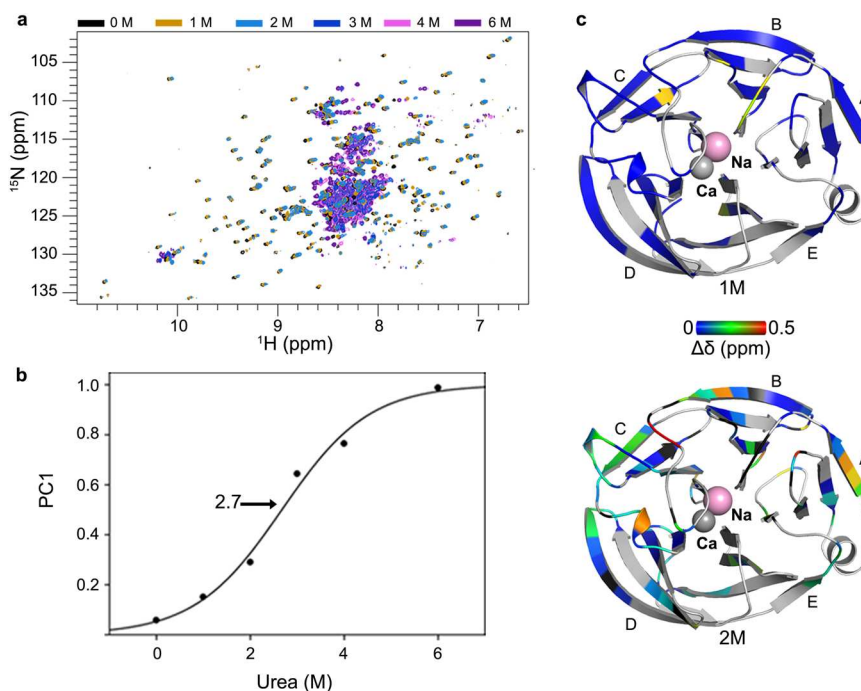 a
0 M 1 M 2 M 3 M 4 M 6 M
105
110
115
120
125
130
135
15N (ppm)
10 9 8 7
1H (ppm)
b
1.0
0.8
0.6
0.4
0.2
PC1
2.7
0 2 4 6
Urea (M)
c
B
C
Na
Ca
D
E
1M
0 0.5
Δδ (ppm)
B
C
Na
Ca
D
E
2M